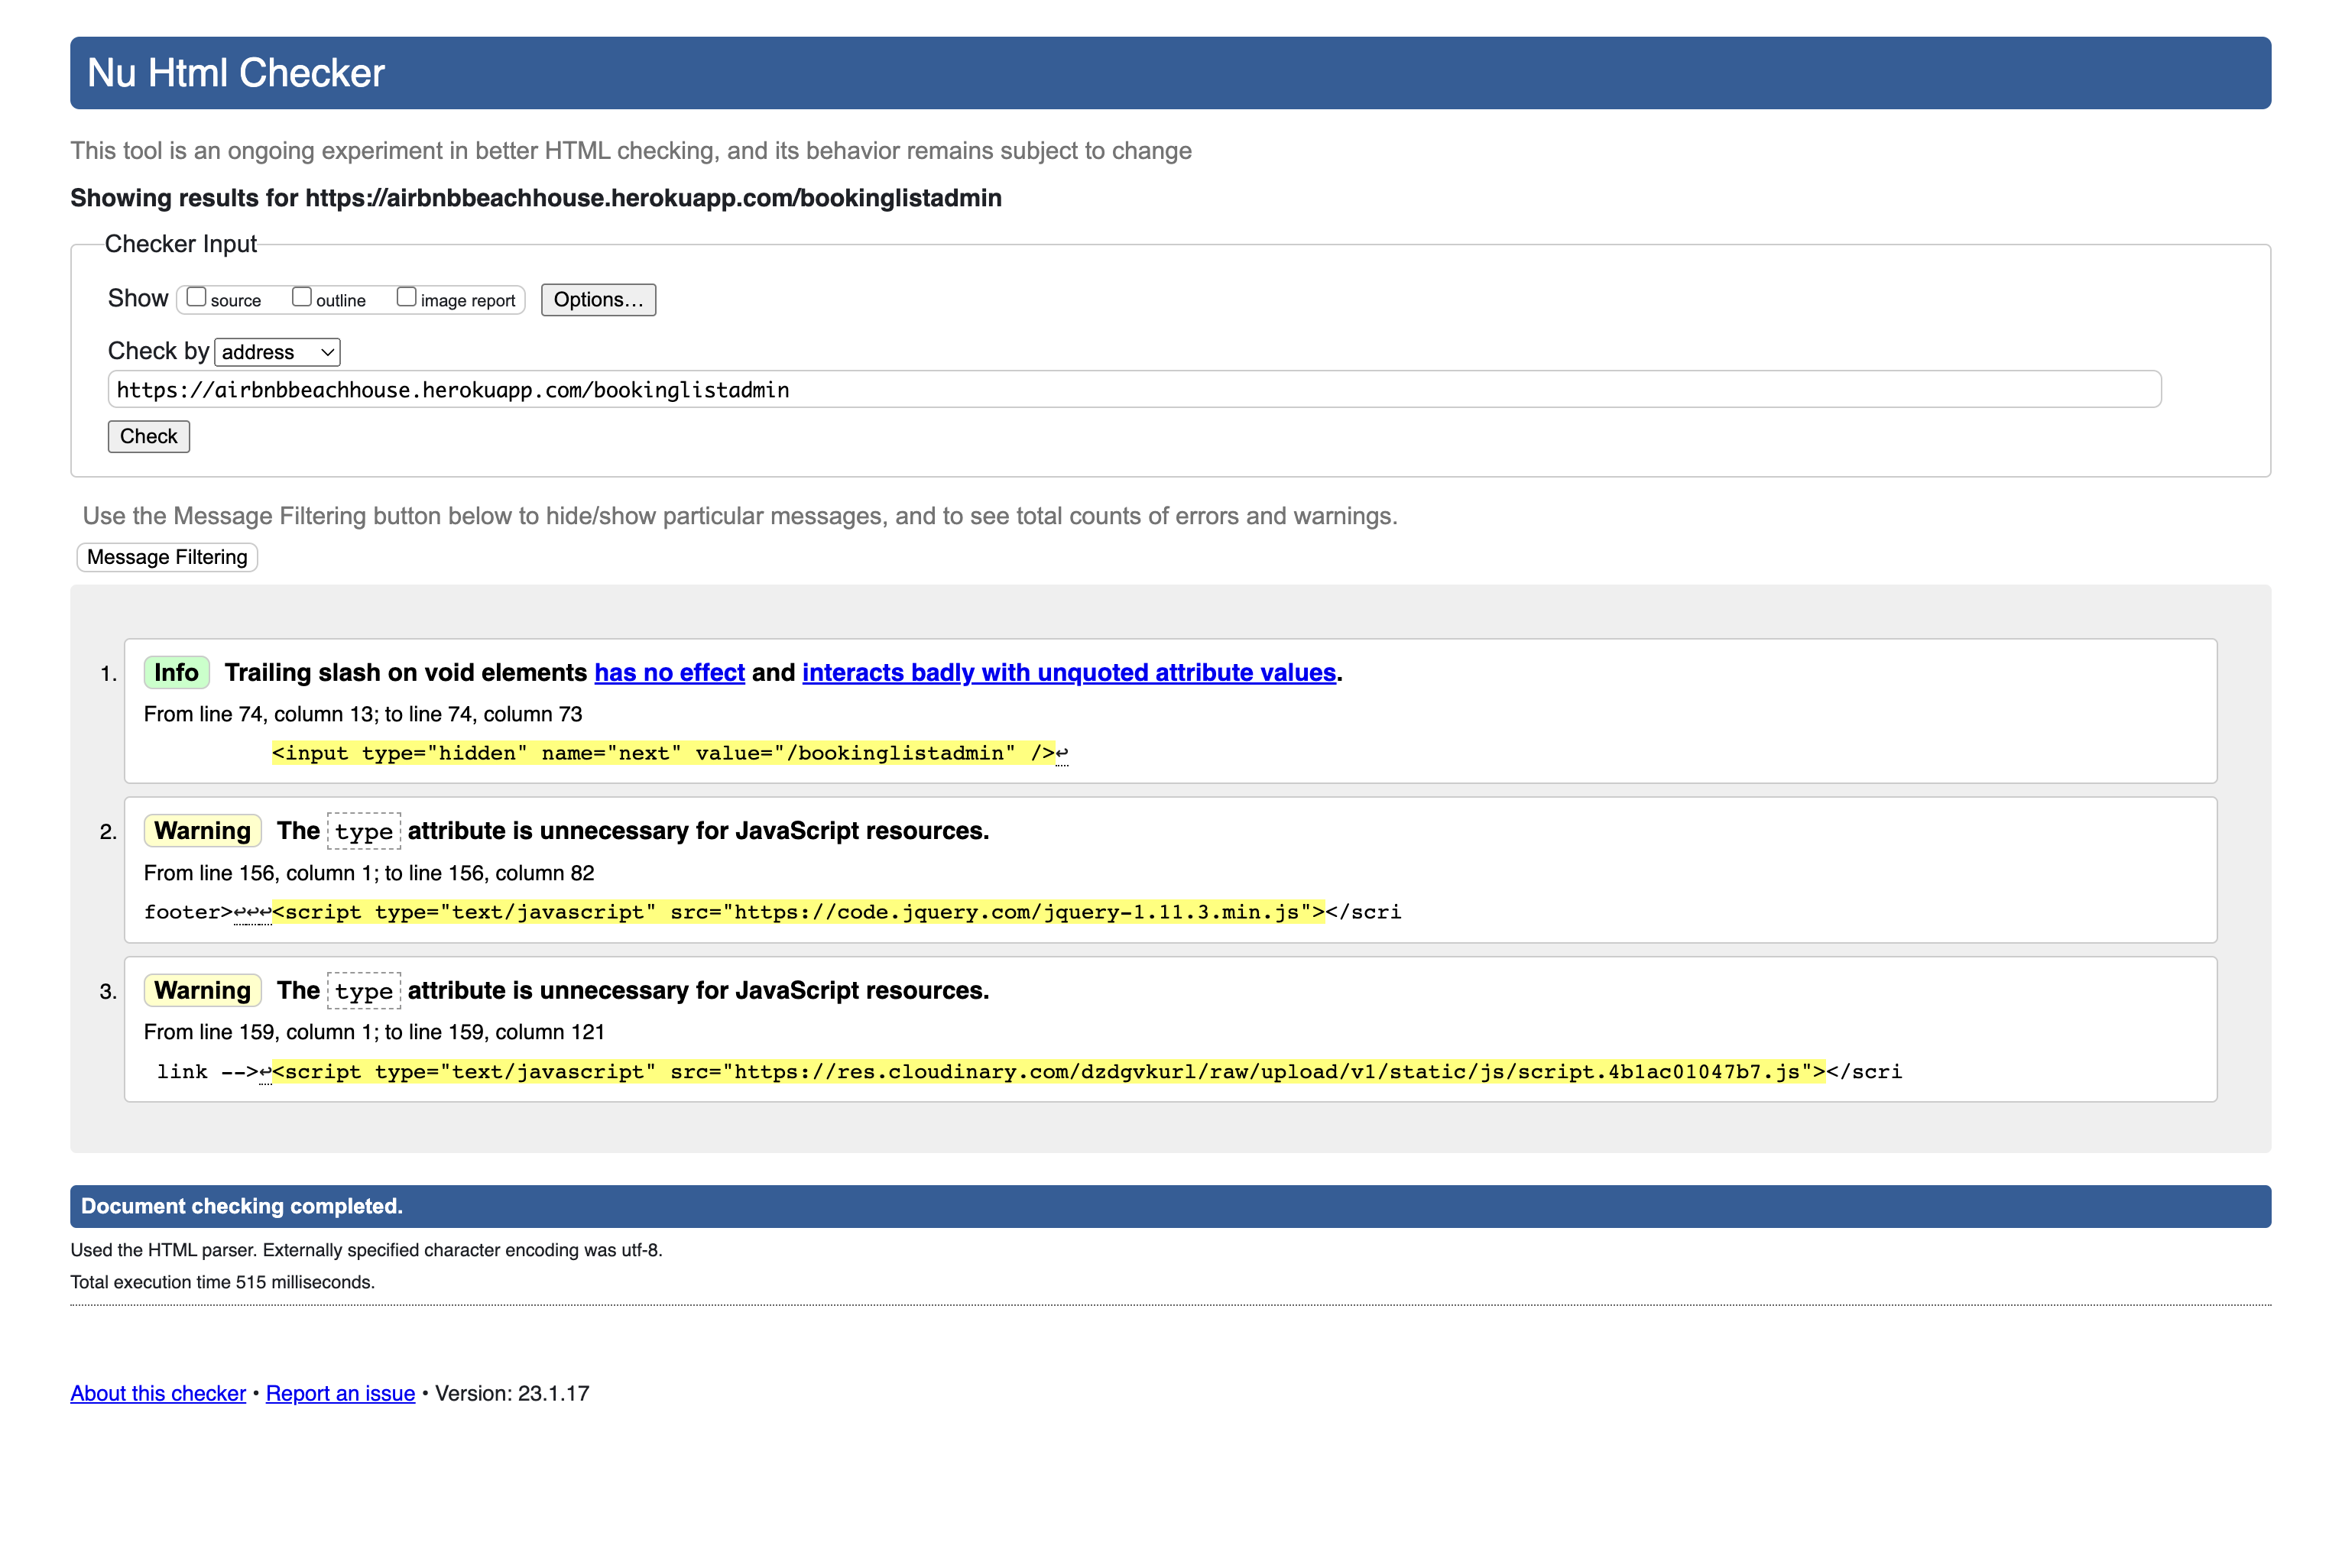 Nu Html Checker
This tool is an ongoing experiment in better HTML checking, and its behavior remains subject to change
Showing results for https://airbnbbeachhouse.herokuapp.com/bookinglistadmin
Checker Input
Show source outline image report Options...
Check by address
https://airbnbbeachhouse.herokuapp.com/bookinglistadmin
Check
Use the Message Filtering button below to hide/show particular messages, and to see total counts of errors and warnings.
Message Filtering
1. Info Trailing slash on void elements has no effect and interacts badly with unquoted attribute values.
From line 74, column 13; to line 74, column 73
<input type="hidden" name="next" value="/bookinglistadmin" />↩
2. Warning The type attribute is unnecessary for JavaScript resources.
From line 156, column 1; to line 156, column 82
footer>↩↩↩<script type="text/javascript" src="https://code.jquery.com/jquery-1.11.3.min.js"></scri
3. Warning The type attribute is unnecessary for JavaScript resources.
From line 159, column 1; to line 159, column 121
link -->↩<script type="text/javascript" src="https://res.cloudinary.com/dzdgvkurl/raw/upload/v1/static/js/script.4b1ac01047b7.js"></scri
Document checking completed.
Used the HTML parser. Externally specified character encoding was utf-8.
Total execution time 515 milliseconds.
About this checker • Report an issue • Version: 23.1.17